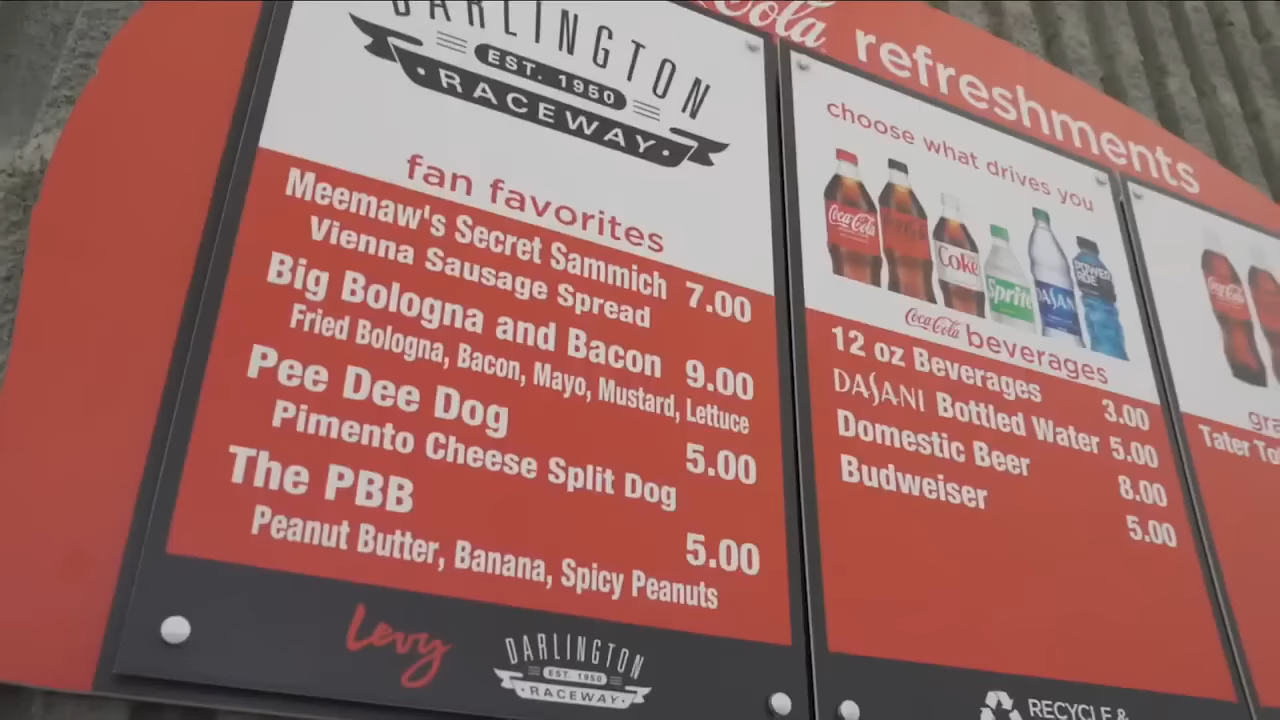 DARLINGTON
EST. 1950
RACEWAY
fan favorites
Meemaw's Secret Sammich 7.00
Vienna Sausage Spread
Big Bologna and Bacon 9.00
Fried Bologna, Bacon, Mayo, Mustard, Lettuce
Pee Dee Dog 5.00
Pimento Cheese Split Dog
The PBB 5.00
Peanut Butter, Banana, Spicy Peanuts
Levy
DARLINGTON
EST. 1950
RACEWAY
Cola refreshments
choose what drives you
Coca-Cola
Coke
Sprite
DASANI
POWERADE
Coca-Cola beverages
12 oz Beverages 3.00
DASANI Bottled Water 5.00
Domestic Beer 8.00
Budweiser 5.00
RECYCLE &
Tater